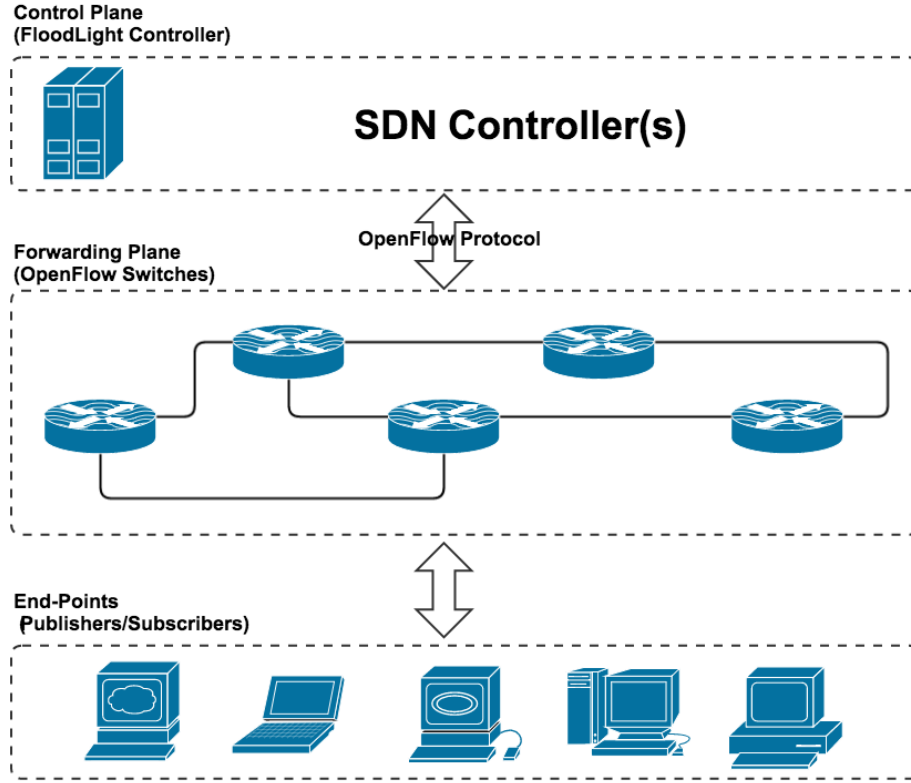 Control Plane
(FloodLight Controller)
SDN Controller(s)
OpenFlow Protocol
Forwarding Plane
(OpenFlow Switches)
End-Points
(Publishers/Subscribers)